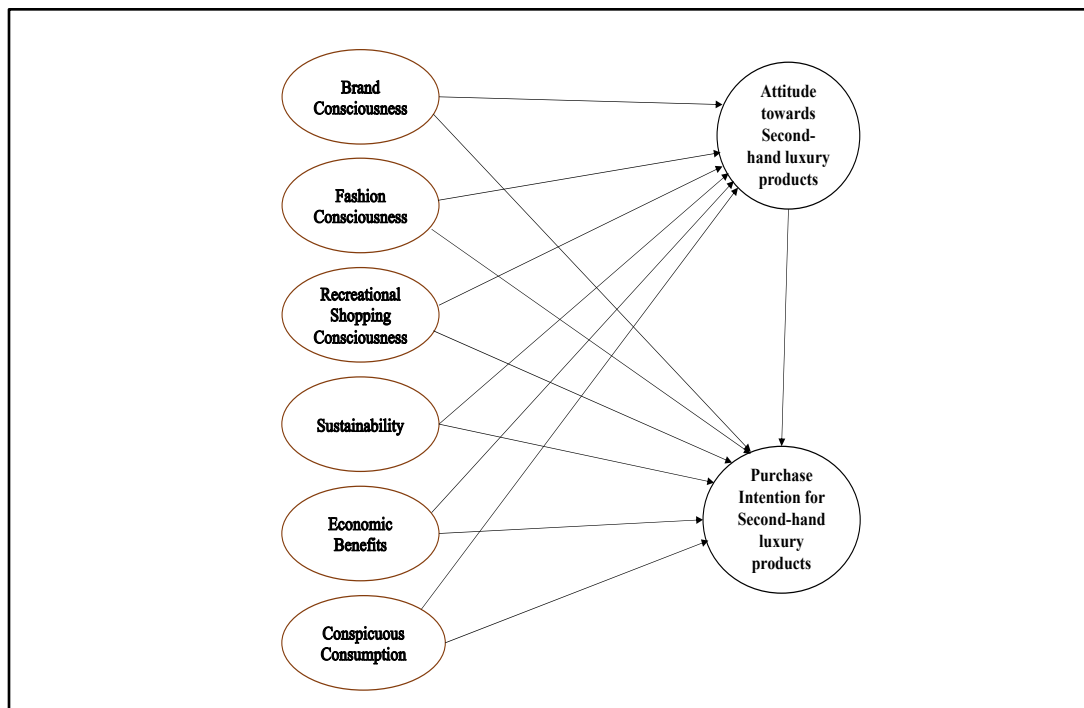 Brand
Consciousness
Fashion
Consciousness
Recreational
Shopping
Consciousness
Sustainability
Economic
Benefits
Conspicuous
Consumption
Attitude
towards
Second-
hand luxury
products
Purchase
Intention for
Second-hand
luxury
products